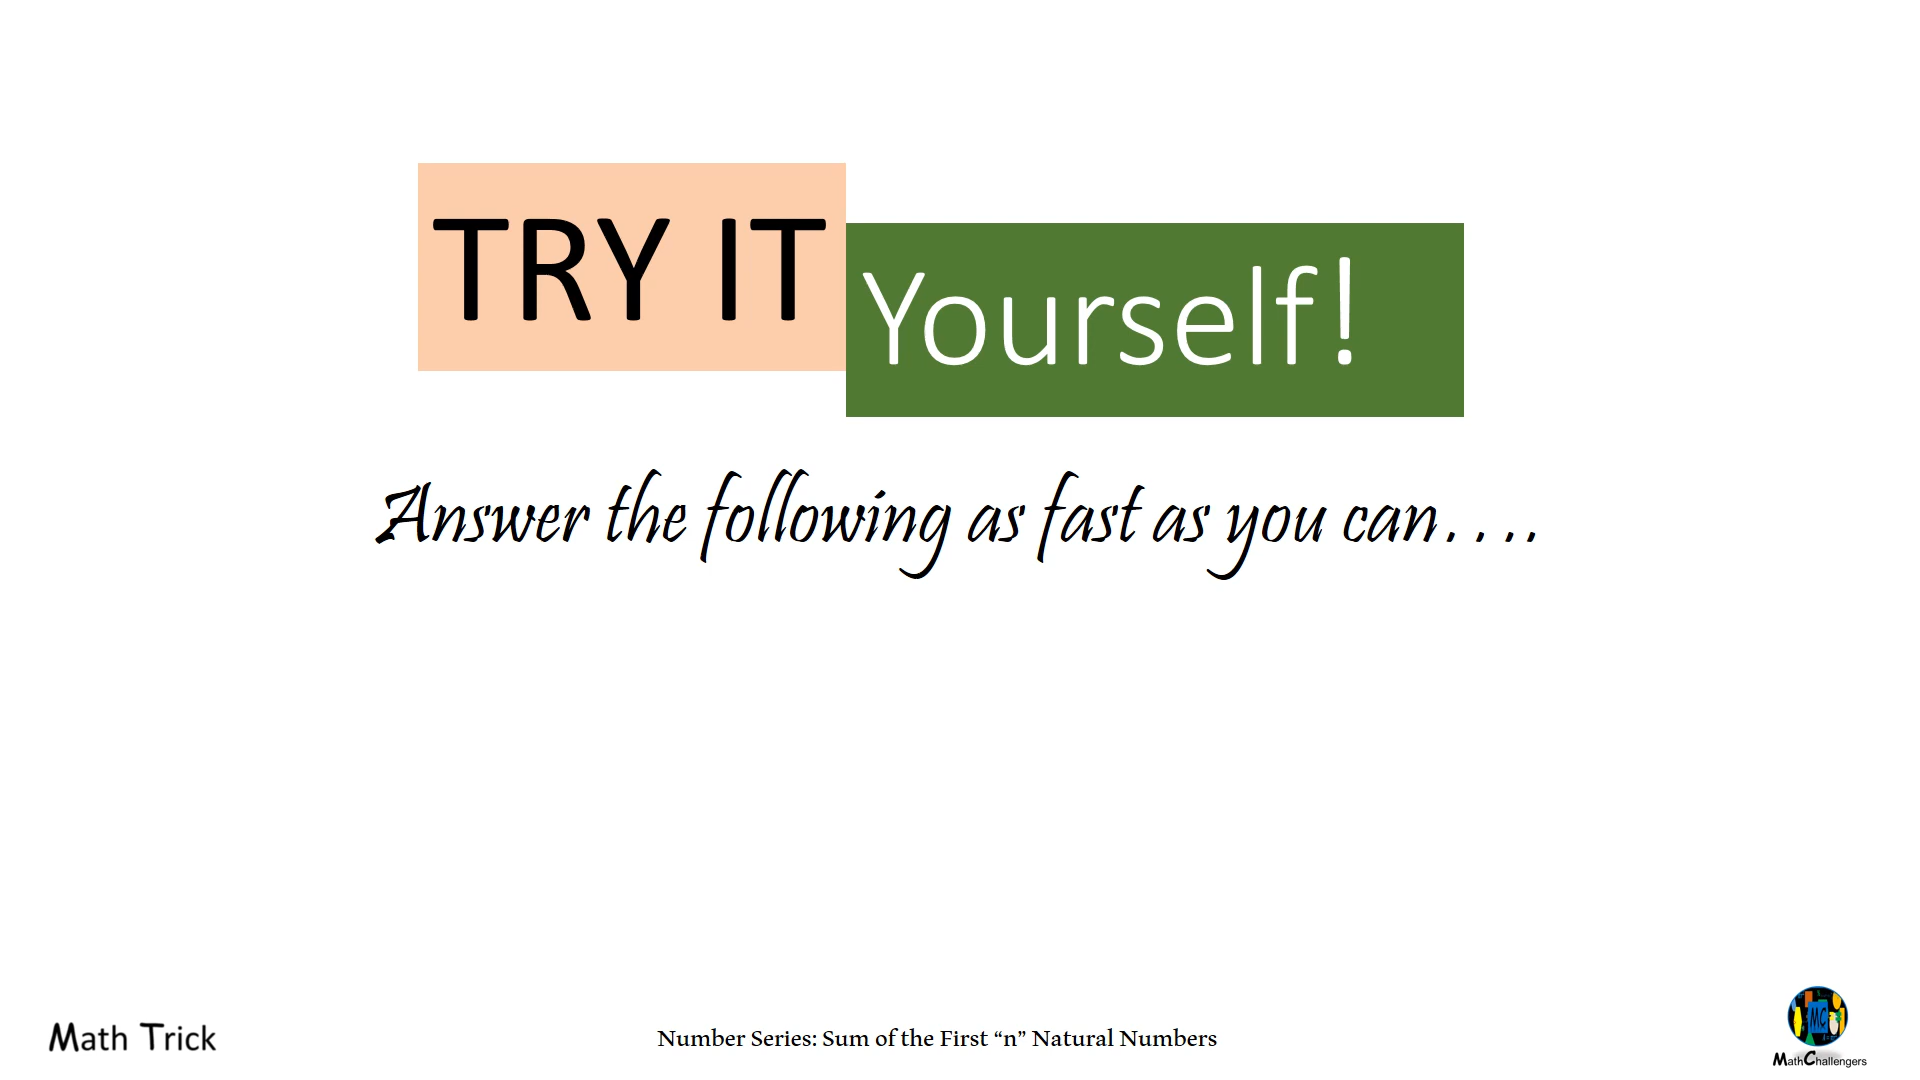 TRY IT
Yourself!
Answer the following as fast as you can….
Math Trick
Number Series: Sum of the First “n” Natural Numbers
MC
MathChallengers